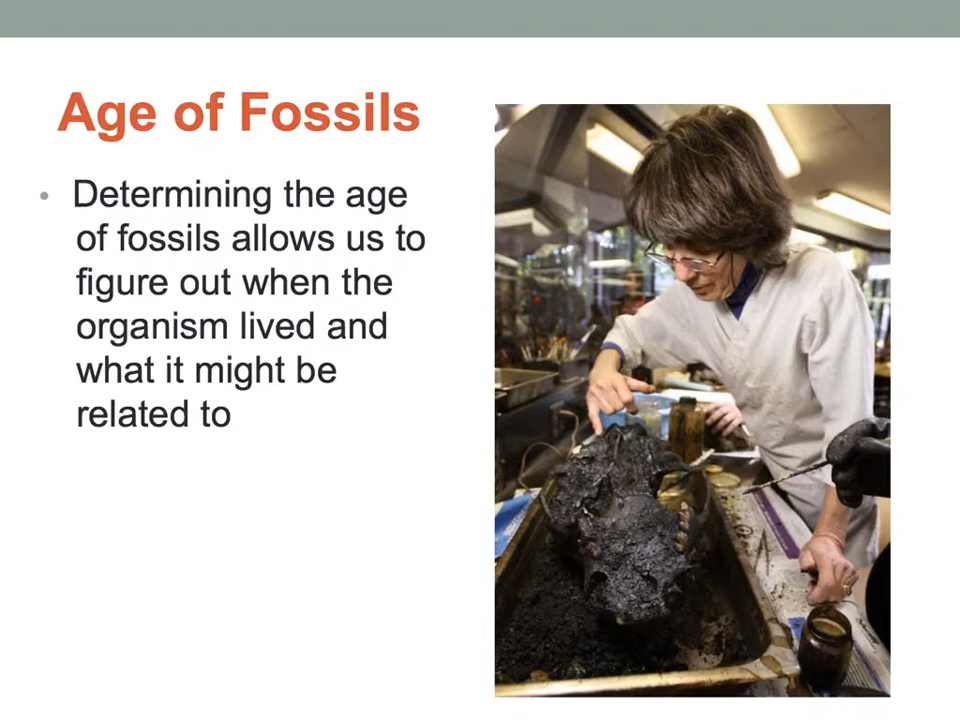 Age of Fossils
• Determining the age
of fossils allows us to
figure out when the
organism lived and
what it might be
related to